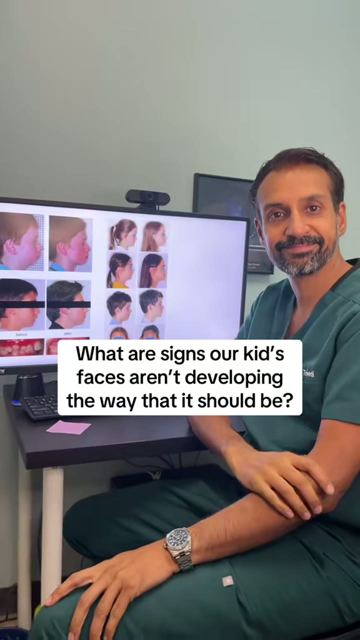 What are signs our kid's
faces aren't developing
the way that it should be?